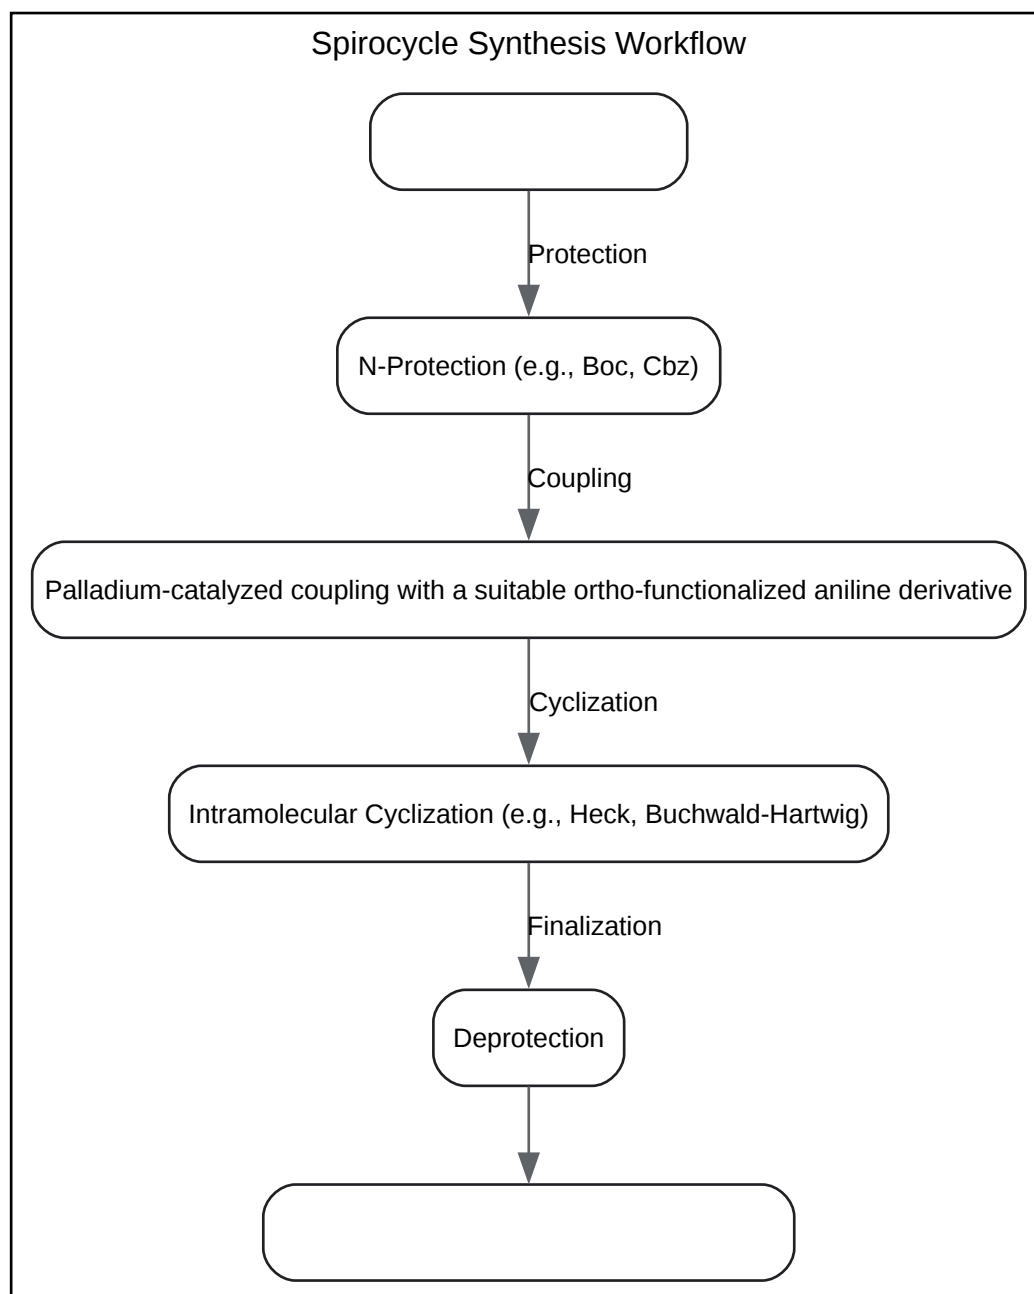 Spirocycle Synthesis Workflow
Protection
N-Protection (e.g., Boc, Cbz)
Coupling
Palladium-catalyzed coupling with a suitable ortho-functionalized aniline derivative
Cyclization
Intramolecular Cyclization (e.g., Heck, Buchwald-Hartwig)
Finalization
Deprotection